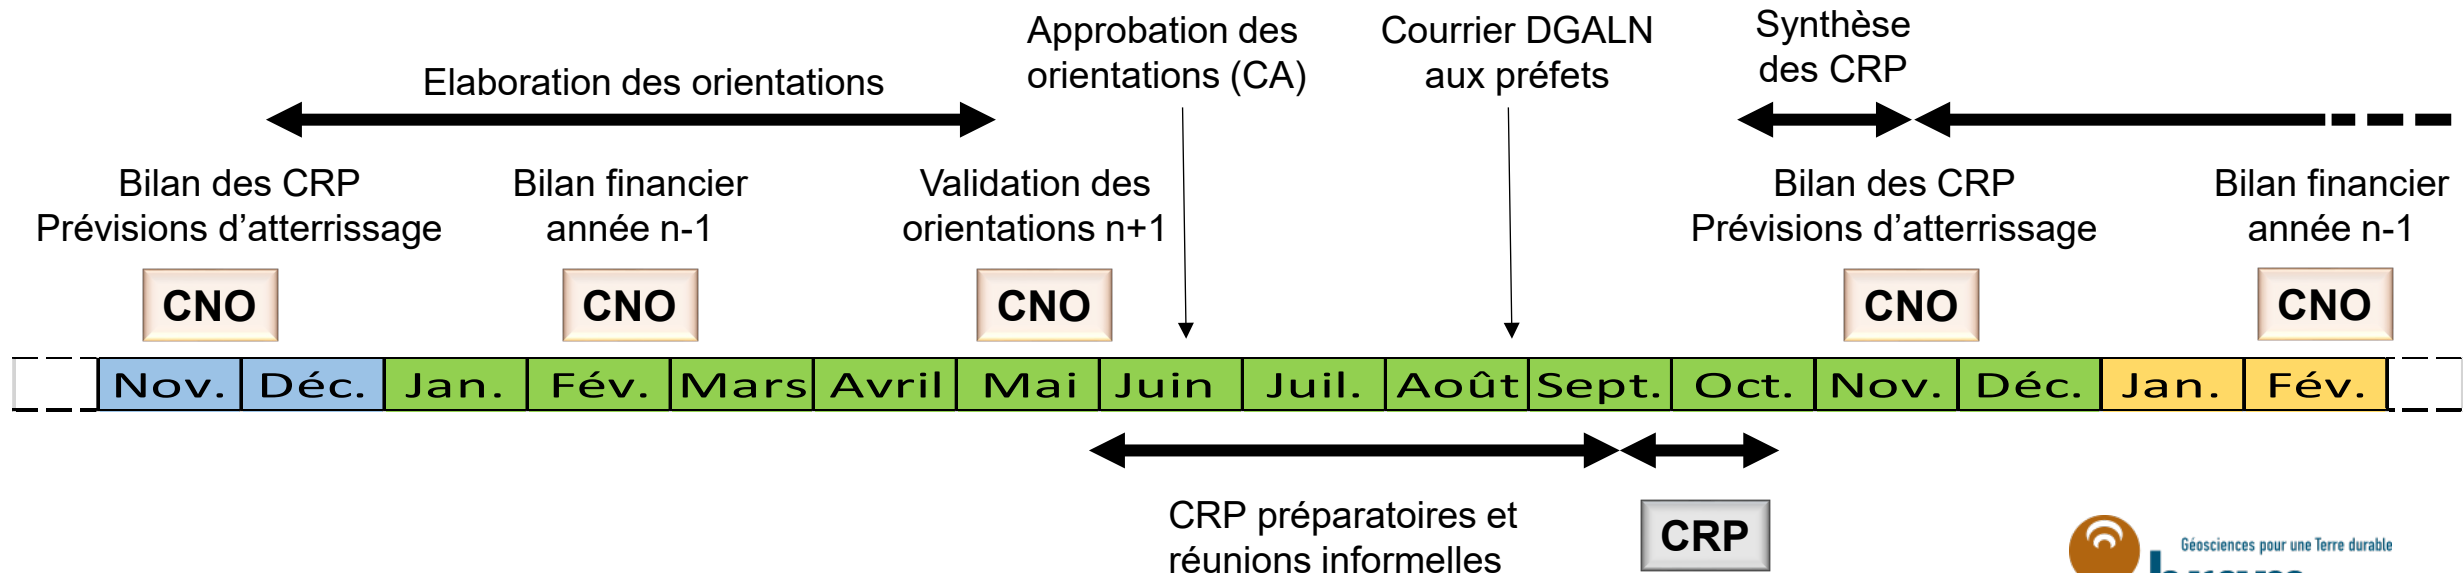 Elaboration des orientations
Approbation des
orientations (CA)
Courrier DGALN
aux préfets
Synthèse
des CRP
Bilan des CRP
Prévisions d’atterrissage
Bilan financier
année n-1
Validation des
orientations n+1
Bilan des CRP
Prévisions d’atterrissage
Bilan financier
année n-1
CNO
CNO
CNO
CNO
CNO
Nov. Déc. Jan. Fév. Mars Avril Mai Juin Juil. Août Sept. Oct. Nov. Déc. Jan. Fév.
CRP préparatoires et
réunions informelles
CRP
Géosciences pour une Terre durable